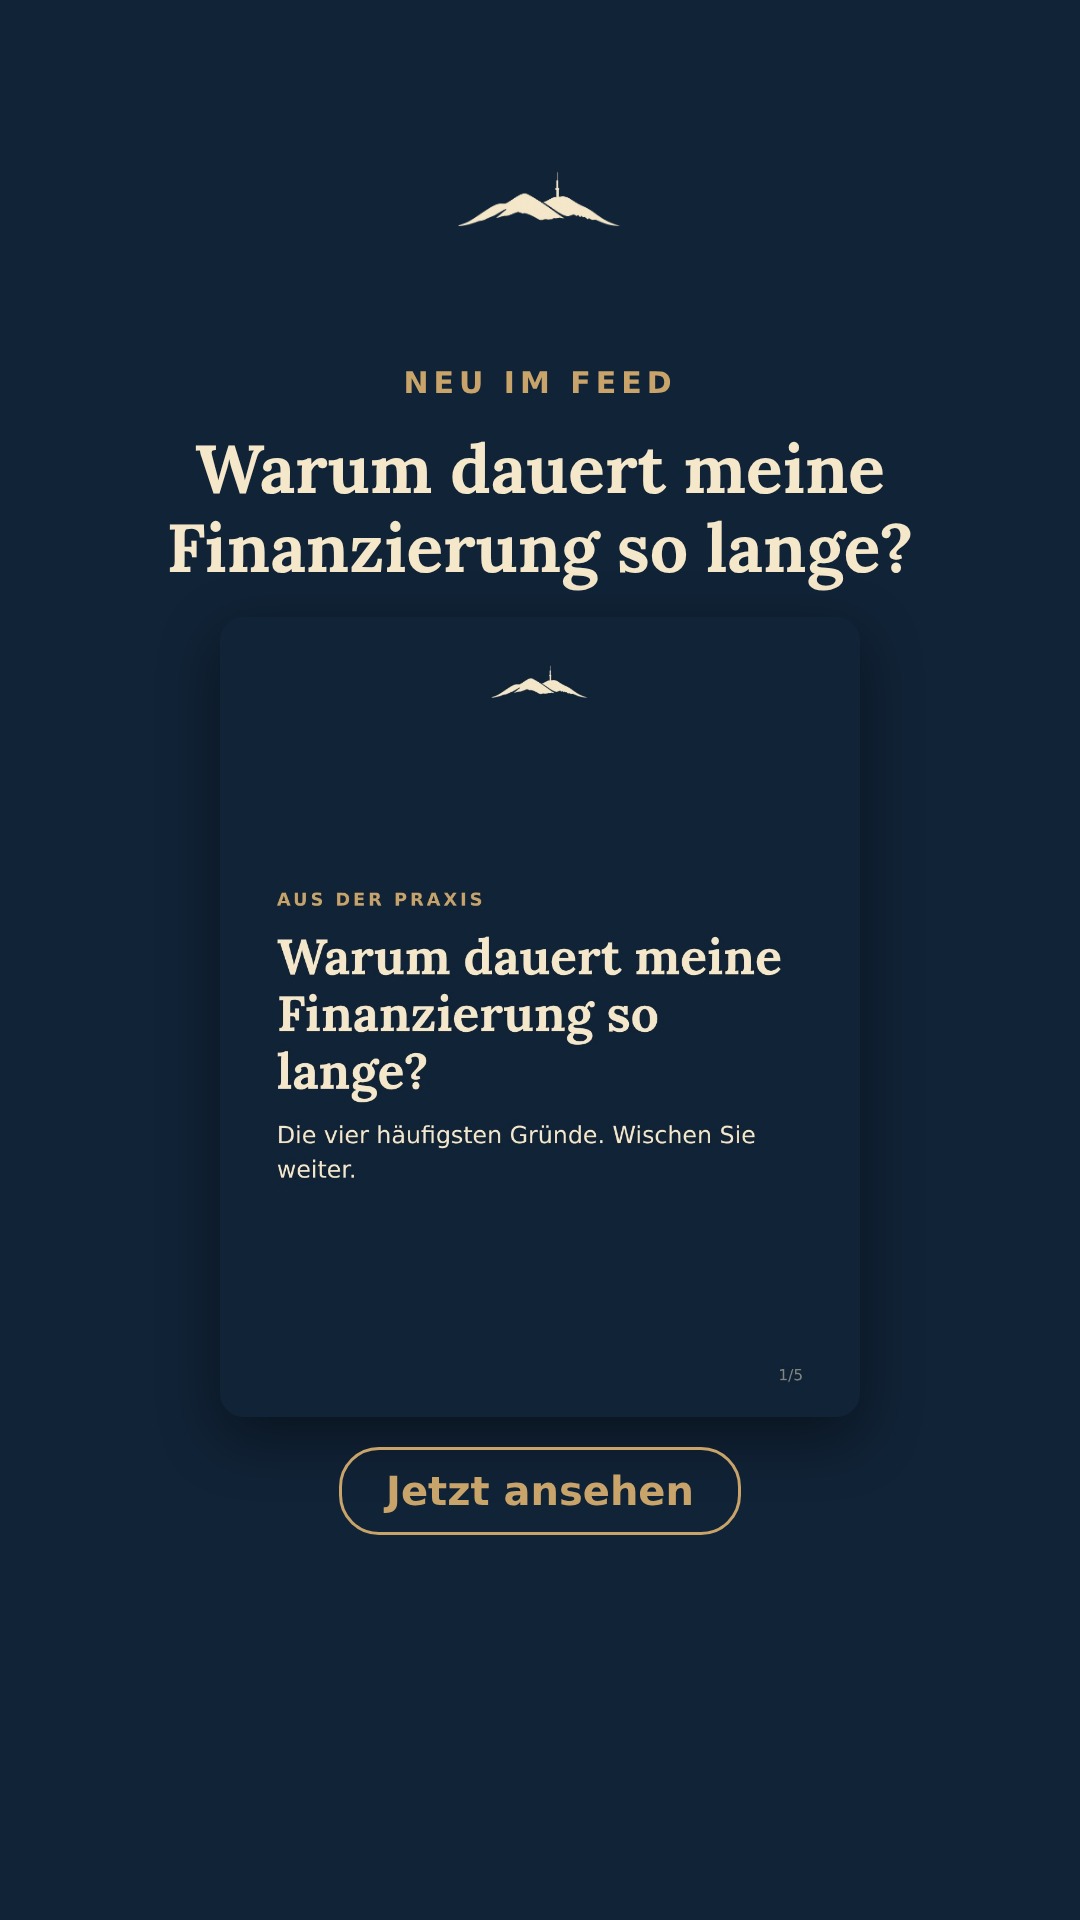 NEU IM FEED
Warum dauert meine
Finanzierung so lange?
AUS DER PRAXIS
Warum dauert meine
Finanzierung so
lange?
Die vier häufigsten Gründe. Wischen Sie
weiter.
1/5
Jetzt ansehen